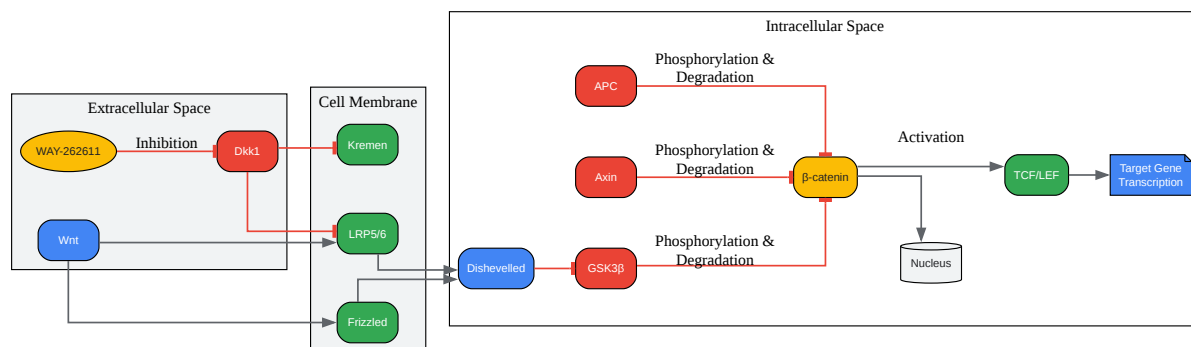 Intracellular Space
Phosphorylation &
Degradation
APC
Extracellular Space
Cell Membrane
WAY-262611
Inhibition
Dkk1
Kremen
Phosphorylation &
Degradation
Activation
Axin
β-catenin
TCF/LEF
Target Gene
Transcription
Wnt
LRP5/6
Phosphorylation &
Degradation
Dishevelled
GSK3β
Nucleus
Frizzled